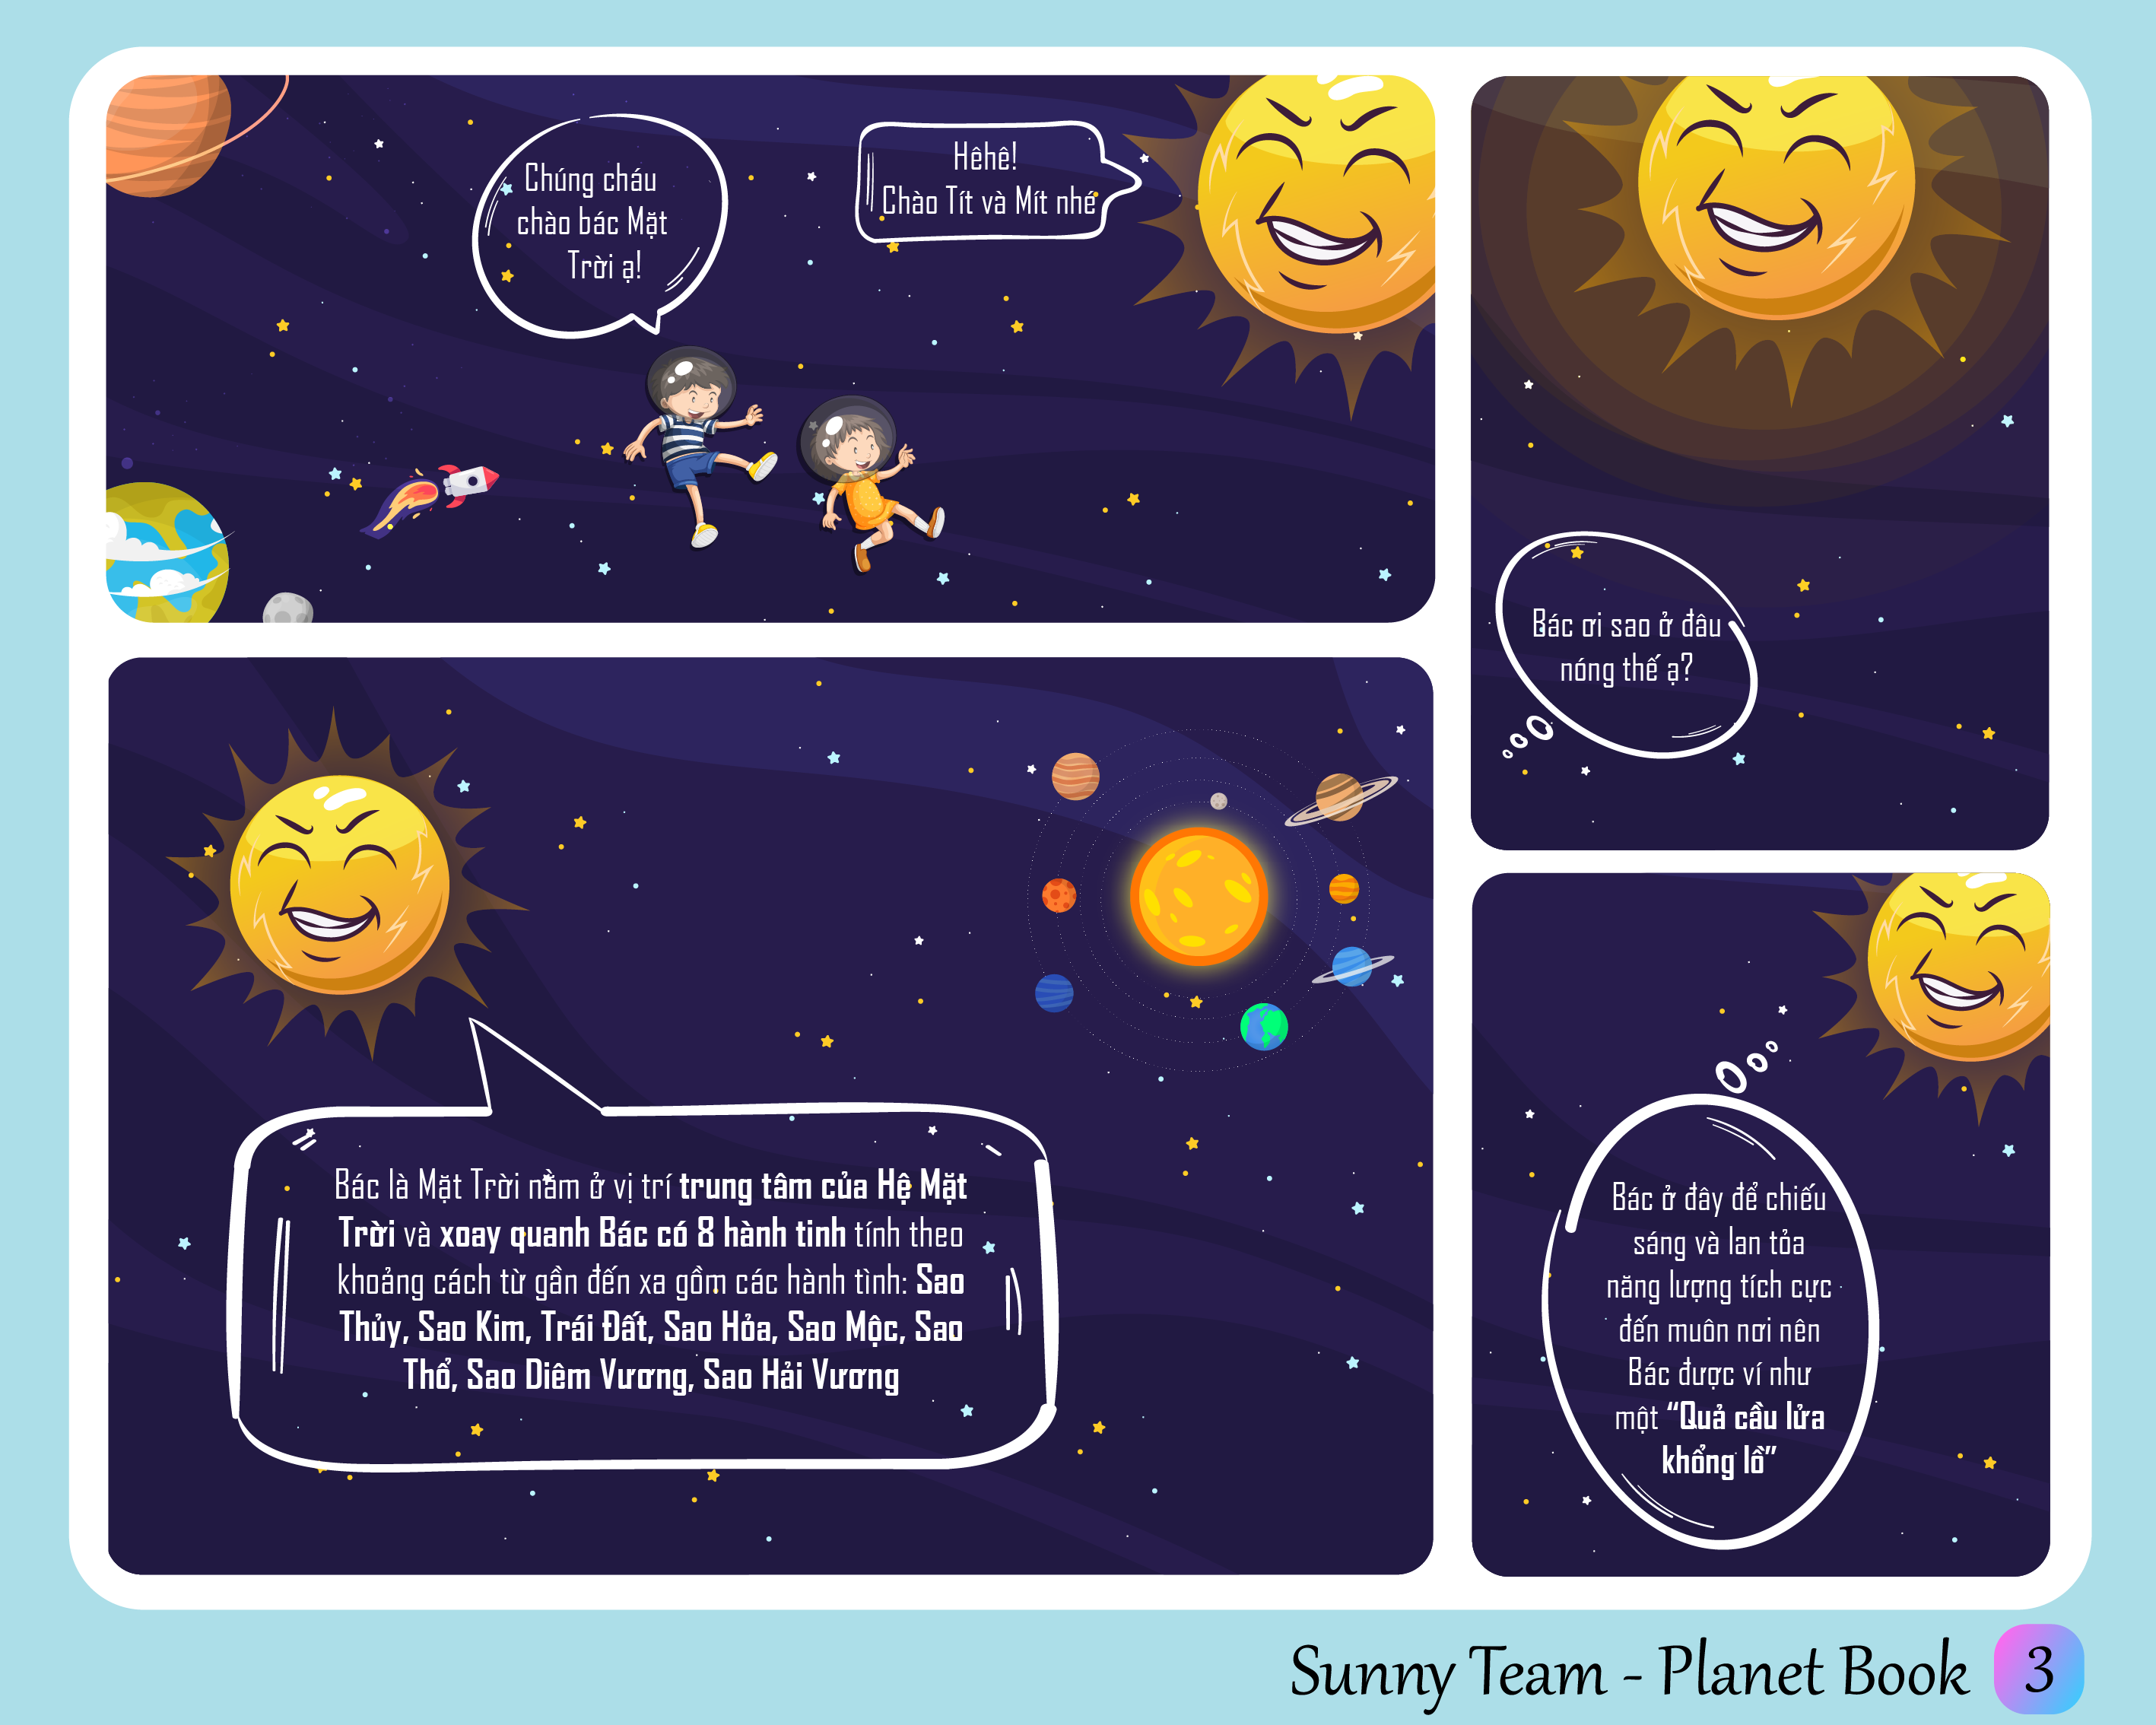 Chúng cháu
chào bác Mặt
Trời ạ!
Hêhê!
Chào Tít và Mít nhé
Bác ơi sao ở đâu
nóng thế ạ?
Bác là Mặt Trời nằm ở vị trí trung tâm của Hệ Mặt
Trời và xoay quanh Bác có 8 hành tinh tính theo
khoảng cách từ gần đến xa gồm các hành tình: Sao
Thủy, Sao Kim, Trái Đất, Sao Hỏa, Sao Mộc, Sao
Thổ, Sao Diêm Vương, Sao Hải Vương
Bác ở đây để chiếu
sáng và lan tỏa
năng lượng tích cực
đến muôn nơi nên
Bác được ví như
một “Quả cầu lửa
khổng lồ”
Sunny Team - Planet Book 3